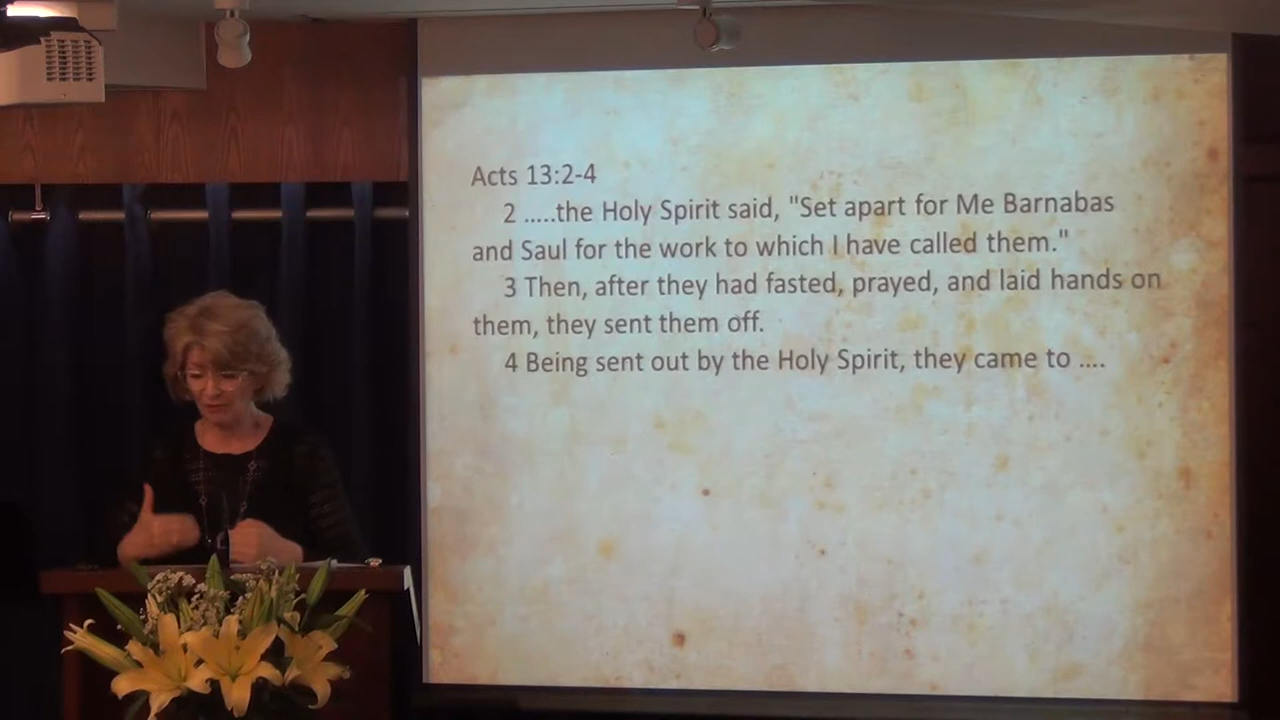 Acts 13:2-4
2 .....the Holy Spirit said, "Set apart for Me Barnabas
and Saul for the work to which I have called them."
3 Then, after they had fasted, prayed, and laid hands on
them, they sent them off.
4 Being sent out by the Holy Spirit, they came to ....